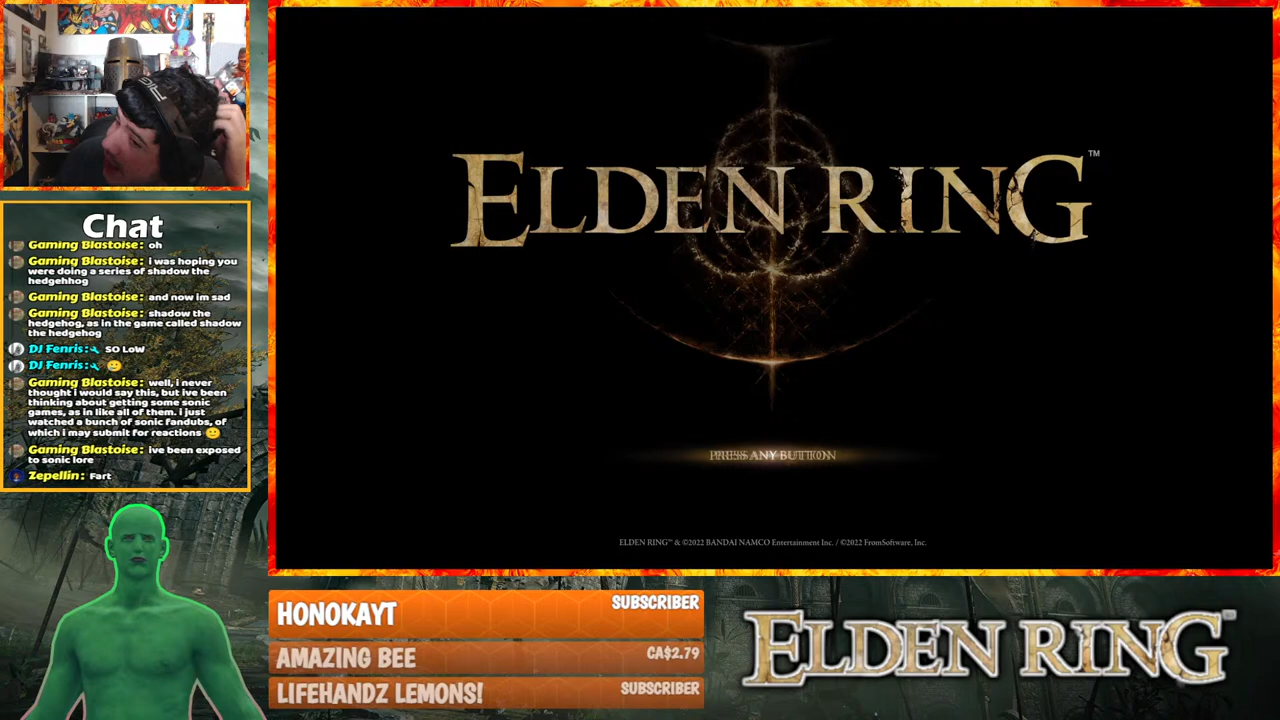 Chat
Gaming Blastoise: oh
Gaming Blastoise: i was hoping you
were doing a series of shadow the
hedgehhog
Gaming Blastoise: and now im sad
Gaming Blastoise: shadow the
hedgehog, as in the game called shadow
the hedgehog
DJ Fenris: SO LoW
DJ Fenris:
Gaming Blastoise: well, i never
thought i would say this, but ive been
thinking about getting some sonic
games, as in like all of them. i just
watched a bunch of sonic fandubs, of
which i may submit for reactions
Gaming Blastoise: ive been exposed
to sonic lore
Zepellin: Fart
ELDEN RING™
PRESS ANY BUTTON
ELDEN RING™ & ©2022 BANDAI NAMCO Entertainment Inc. / ©2022 FromSoftware, Inc.
HONOKAYT SUBSCRIBER
AMAZING BEE CA$2.79
LIFEHANDZ LEMONS! SUBSCRIBER
ELDEN RING™